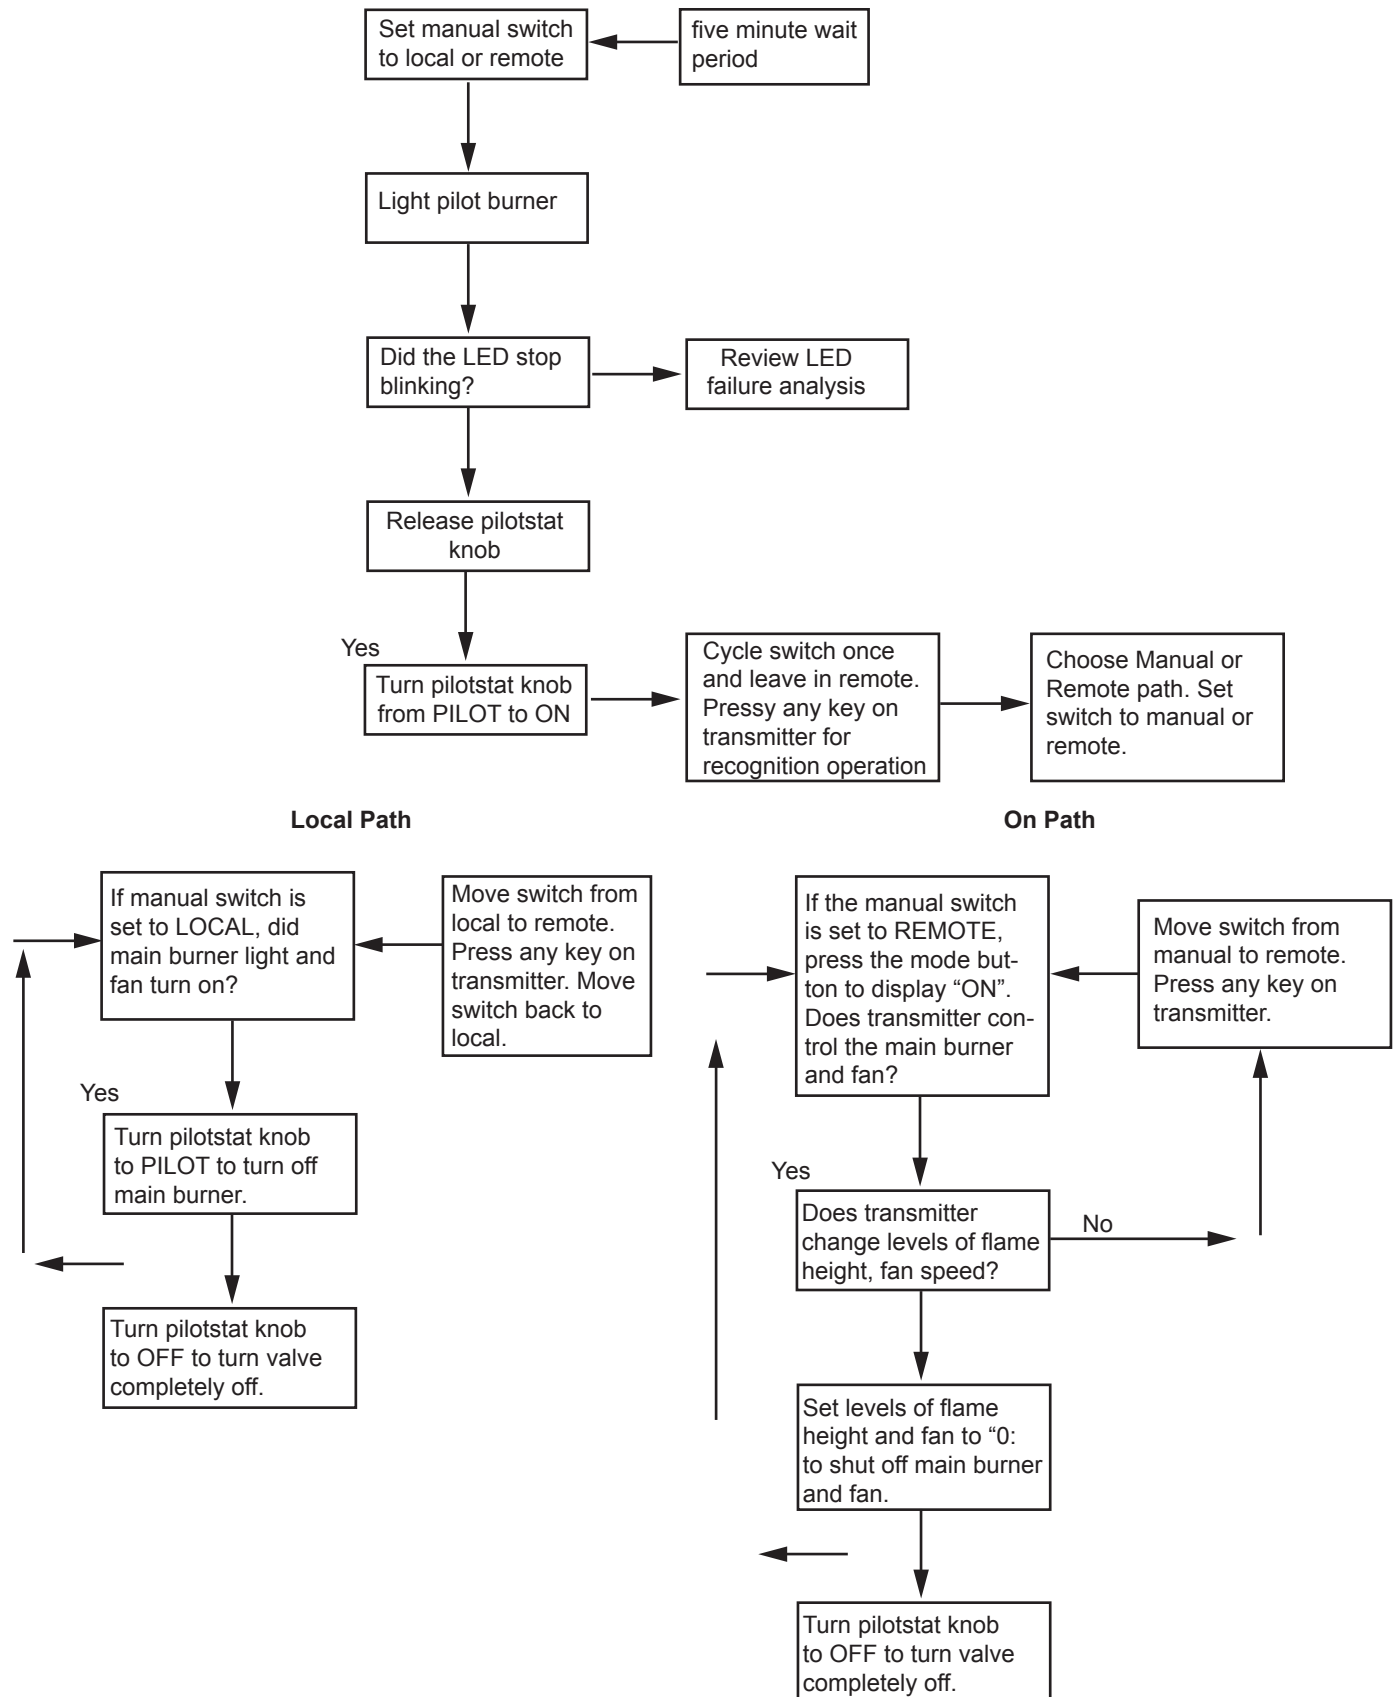 Set manual switch
to local or remote
five minute wait
period
Light pilot burner
Did the LED stop
blinking?
Review LED
failure analysis
Release pilotstat
knob
Yes
Turn pilotstat knob
from PILOT to ON
Cycle switch once
and leave in remote.
Pressy any key on
transmitter for
recognition operation
Choose Manual or
Remote path. Set
switch to manual or
remote.
Local Path
On Path
If manual switch is
set to LOCAL, did
main burner light and
fan turn on?
Move switch from
local to remote.
Press any key on
transmitter. Move
switch back to
local.
Yes
Turn pilotstat knob
to PILOT to turn off
main burner.
Turn pilotstat knob
to OFF to turn valve
completely off.
If the manual switch
is set to REMOTE,
press the mode but-
ton to display “ON”.
Does transmitter con-
trol the main burner
and fan?
Move switch from
manual to remote.
Press any key on
transmitter.
Yes
Does transmitter
change levels of flame
height, fan speed?
No
Set levels of flame
height and fan to “0:
to shut off main burner
and fan.
Turn pilotstat knob
to OFF to turn valve
completely off.